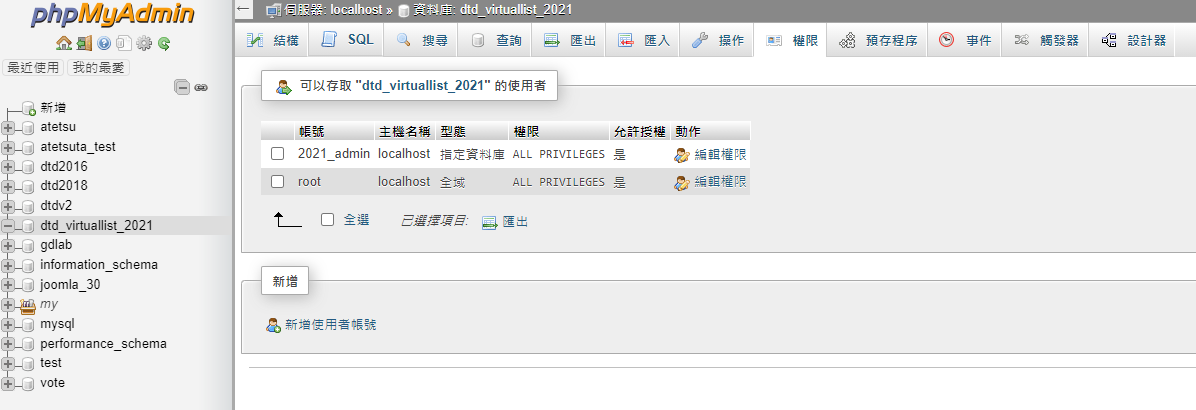 phpMyAdmin
最近使用 我的最愛
新增
atetsu
atetsuta_test
dtd2016
dtd2018
dtdv2
dtd_virtuallist_2021
gdlab
information_schema
joomla_30
my
mysql
performance_schema
test
vote
伺服器: localhost » 資料庫: dtd_virtuallist_2021
結構 SQL 搜尋 查詢 匯出 匯入 操作 權限 預存程序 事件 觸發器 設計器
可以存取 "dtd_virtuallist_2021" 的使用者
帳號 主機名稱 型態 權限 允許授權 動作
2021_admin localhost 指定資料庫 ALL PRIVILEGES 是 編輯權限
root localhost 全域 ALL PRIVILEGES 是 編輯權限
全選 已選擇項目: 匯出
新增
新增使用者帳號